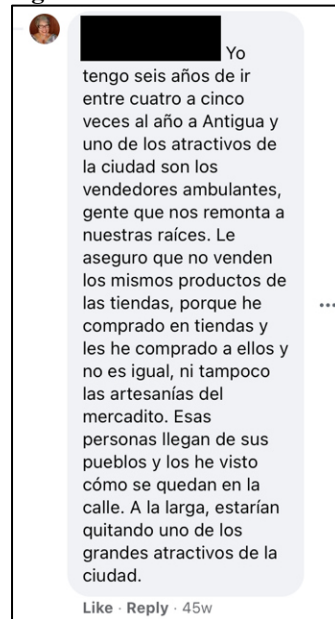 Yo
tengo seis años de ir
entre cuatro a cinco
veces al año a Antigua y
uno de los atractivos de
la ciudad son los
vendedores ambulantes,
gente que nos remonta a
nuestras raíces. Le
aseguro que no venden
los mismos productos de
las tiendas, porque he
comprado en tiendas y
les he comprado a ellos y
no es igual, ni tampoco
las artesanías del
mercadito. Esas
personas llegan de sus
pueblos y los he visto
cómo se quedan en la
calle. A la larga, estarían
quitando uno de los
grandes atractivos de la
ciudad.
Like · Reply · 45w